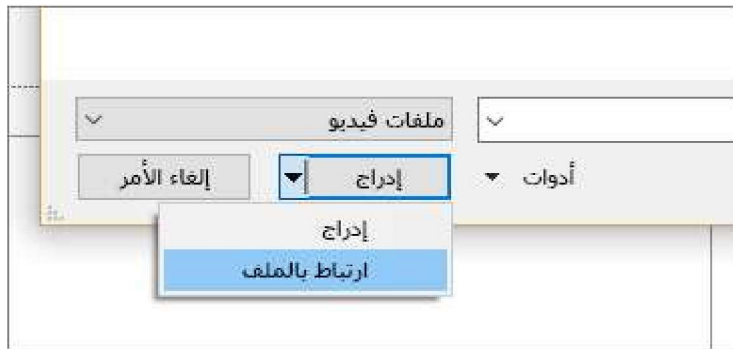 ملفات فيديو
أدوات إدراج إلغاء الأمر
إدراج
ارتباط بالملف